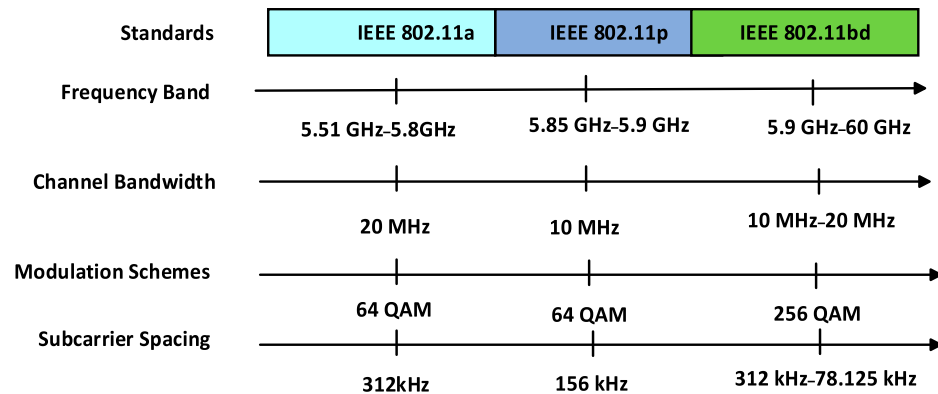 Standards IEEE 802.11a IEEE 802.11p IEEE 802.11bd
Frequency Band
5.51 GHz–5.8GHz 5.85 GHz–5.9 GHz 5.9 GHz–60 GHz
Channel Bandwidth
20 MHz 10 MHz 10 MHz–20 MHz
Modulation Schemes
64 QAM 64 QAM 256 QAM
Subcarrier Spacing
312kHz 156 kHz 312 kHz–78.125 kHz